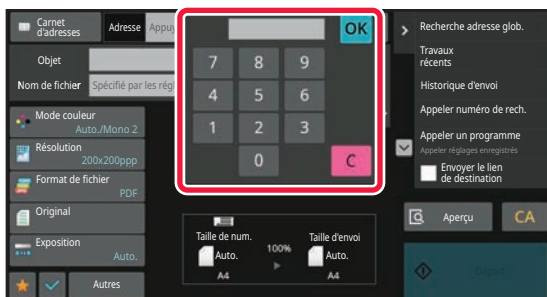 Carnet
d'adresses
Adresse
Appuy
OK
Objet
Nom de fichier
Spécifié par les régl
7 8 9
4 5 6
1 2 3
0 C
Mode couleur
Auto./Mono 2
Résolution
200x200ppp
Format de fichier
PDF
Original
Exposition
Auto.
Autres
Taille de num.
Auto.
A4
100%
Taille d'envoi
Auto.
A4
Recherche adresse glob.
Travaux
récents
Historique d'envoi
Appeler numéro de rech.
Appeler un programme
Appeler réglages enregistrés
Envoyer le lien
de destination
Aperçu
CA
Départ